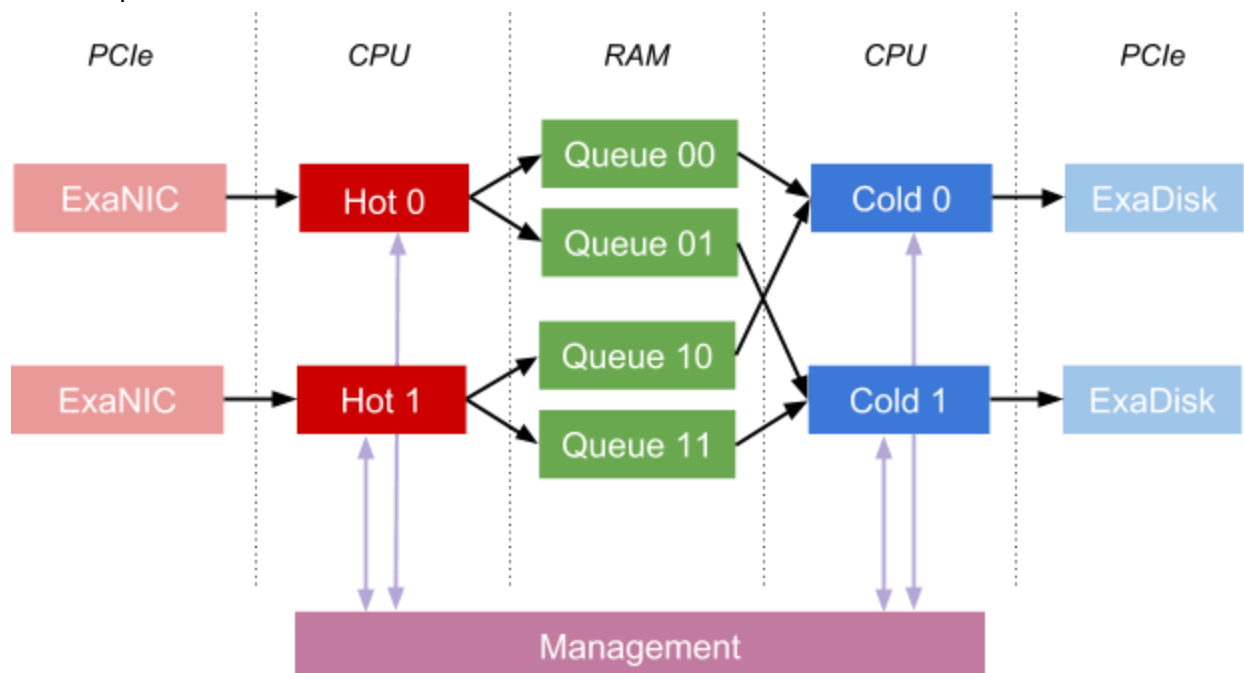 PCIe CPU RAM CPU PCIe
Queue 00
ExaNIC Hot 0 Cold 0 ExaDisk
Queue 01
Queue 10
ExaNIC Hot 1 Cold 1 ExaDisk
Queue 11
Management